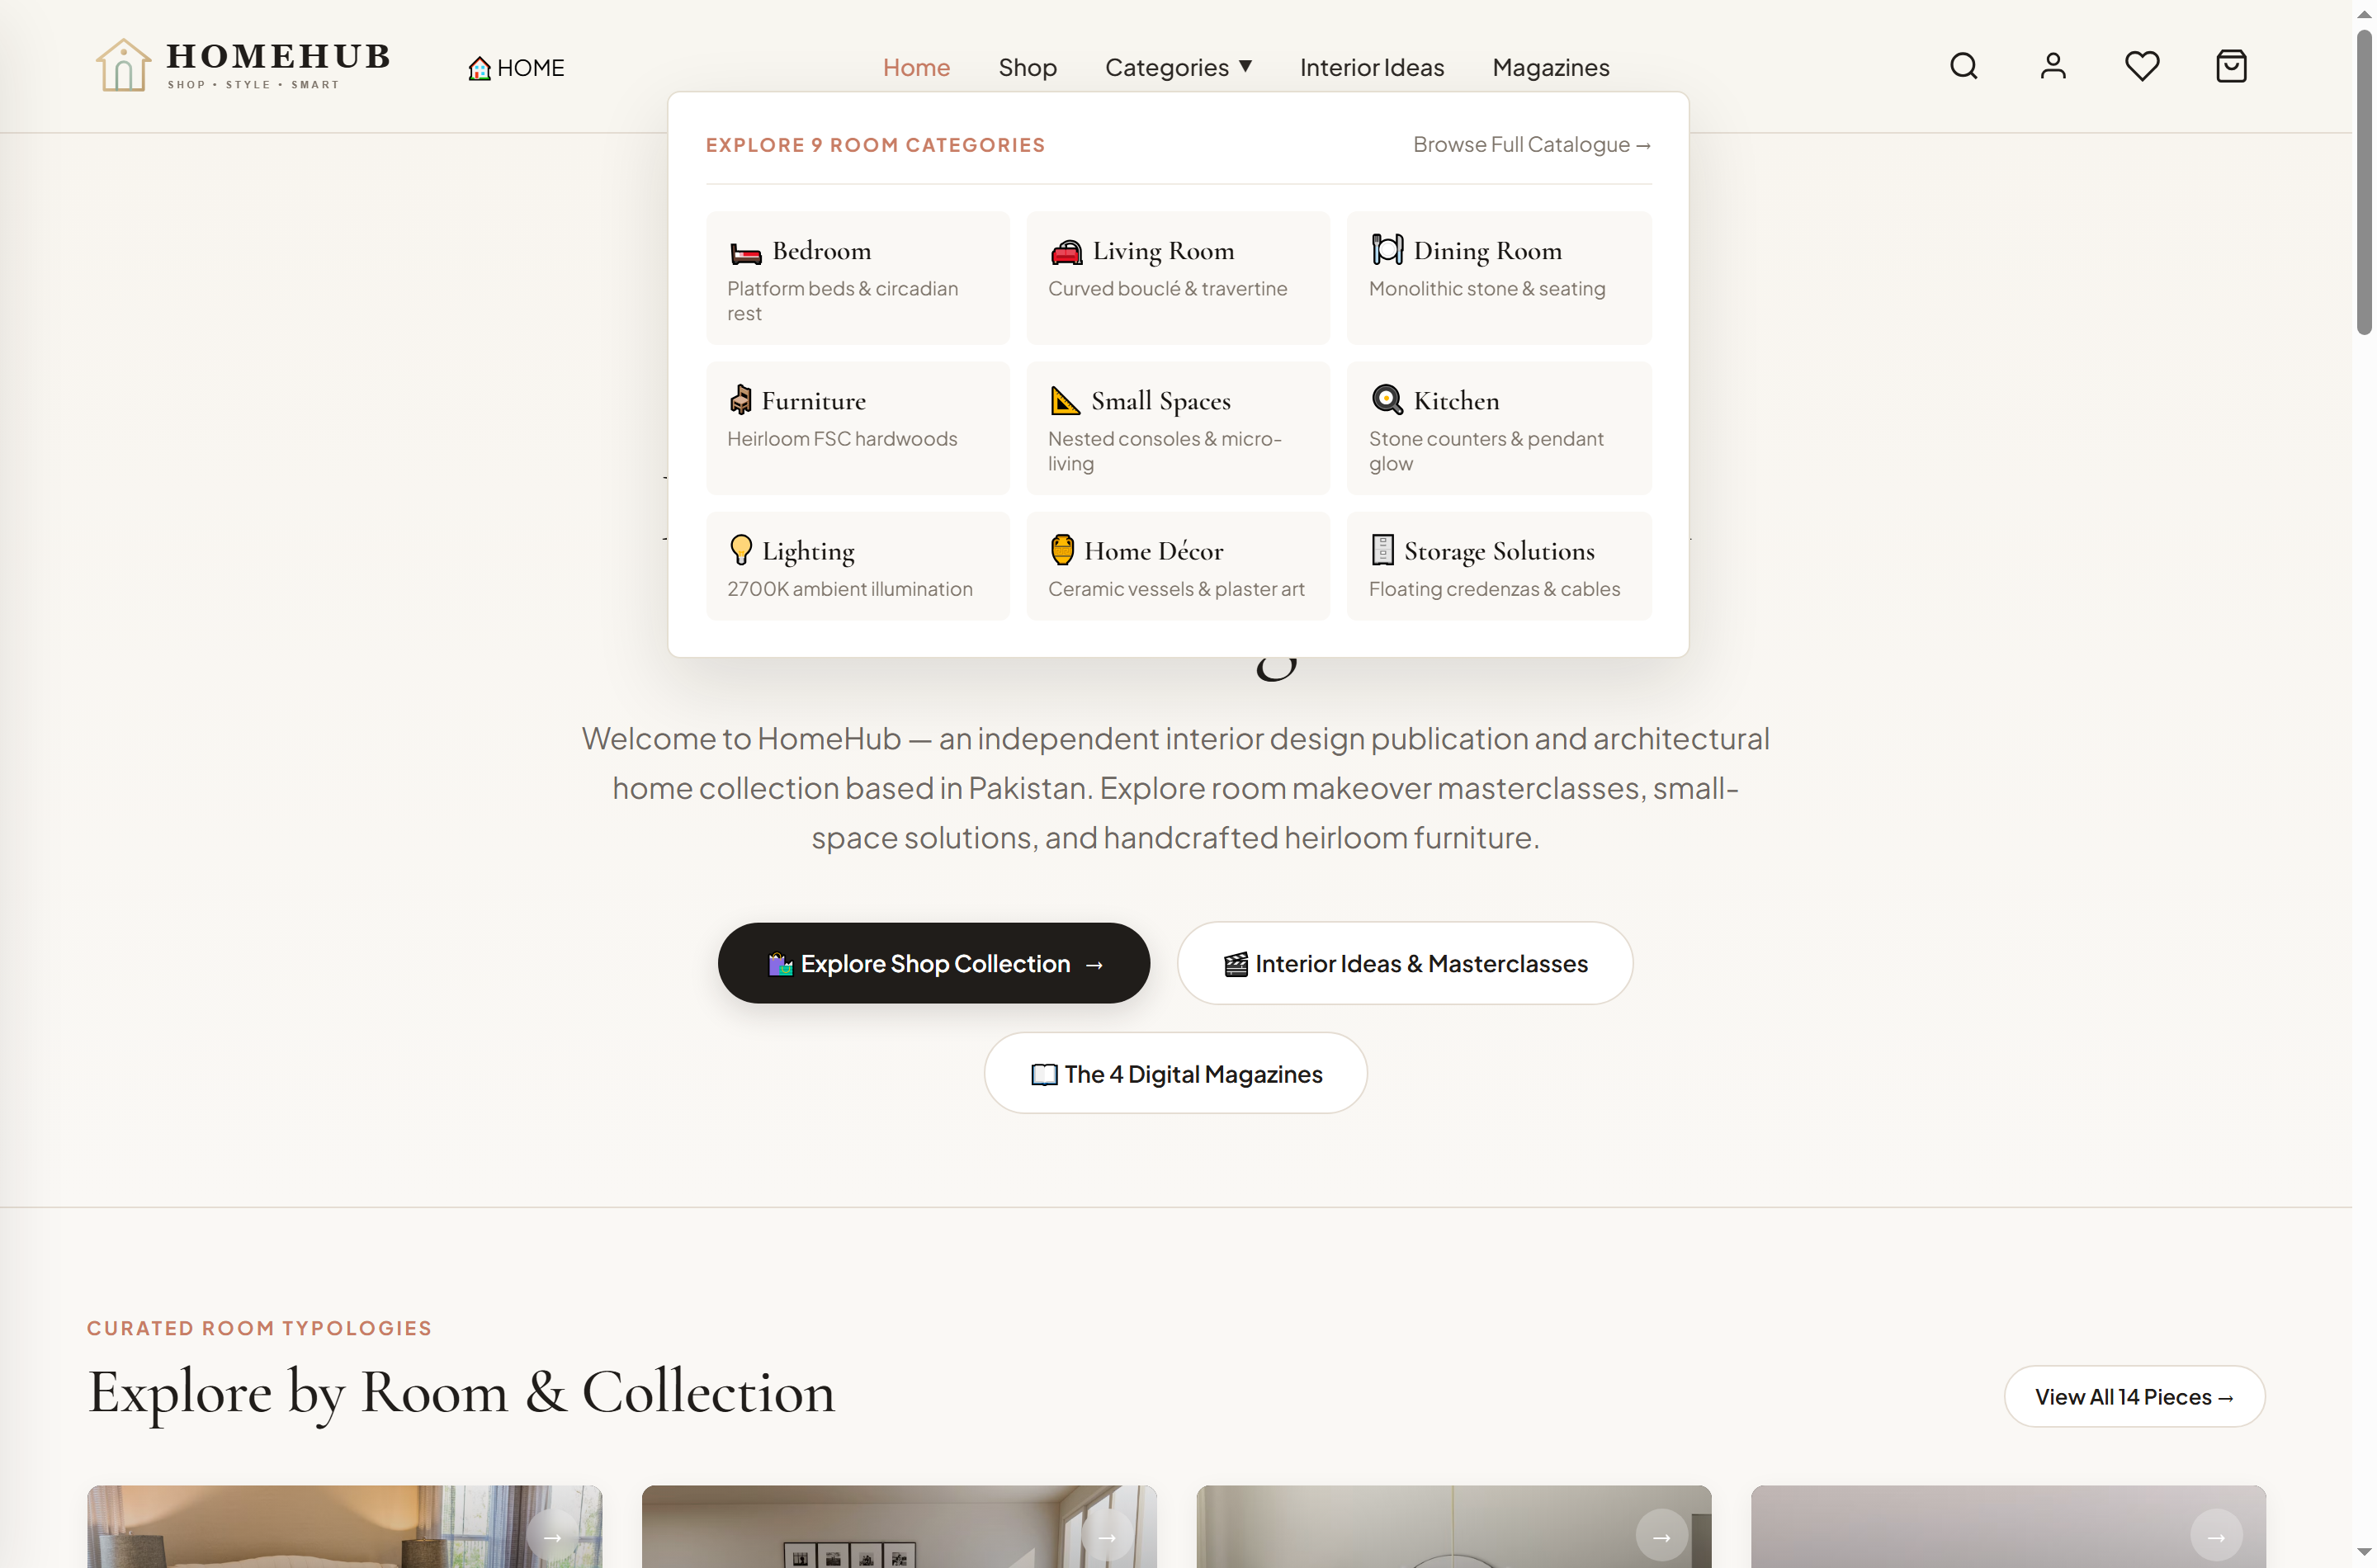 HOMEHUB
SHOP • STYLE • SMART
🏠 HOME
Home
Shop
Categories ▼
Interior Ideas
Magazines
EXPLORE 9 ROOM CATEGORIES
Browse Full Catalogue →
Bedroom
Platform beds & circadian
rest
Living Room
Curved bouclé & travertine
Dining Room
Monolithic stone & seating
Furniture
Heirloom FSC hardwoods
Small Spaces
Nested consoles & micro-
living
Kitchen
Stone counters & pendant
glow
Lighting
2700K ambient illumination
Home Décor
Ceramic vessels & plaster art
Storage Solutions
Floating credenzas & cables
Welcome to HomeHub — an independent interior design publication and architectural
home collection based in Pakistan. Explore room makeover masterclasses, small-
space solutions, and handcrafted heirloom furniture.
Explore Shop Collection →
Interior Ideas & Masterclasses
The 4 Digital Magazines
CURATED ROOM TYPOLOGIES
Explore by Room & Collection
View All 14 Pieces →
→
→
→
→